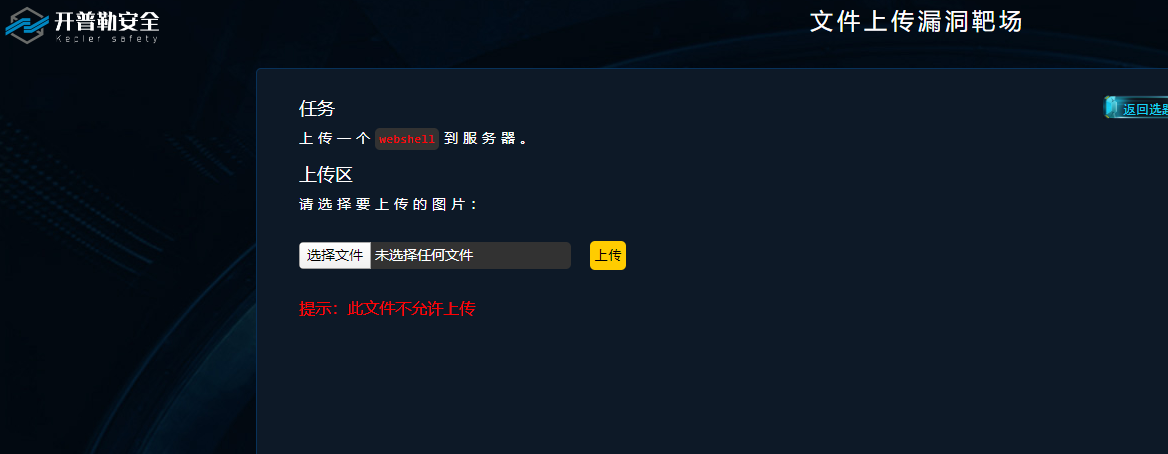 开普勒安全
Kepler safety
文件上传漏洞靶场
任务
返回选题
上传一个 webshell 到服务器。
上传区
请选择要上传的图片：
选择文件 未选择任何文件 上传
提示：此文件不允许上传